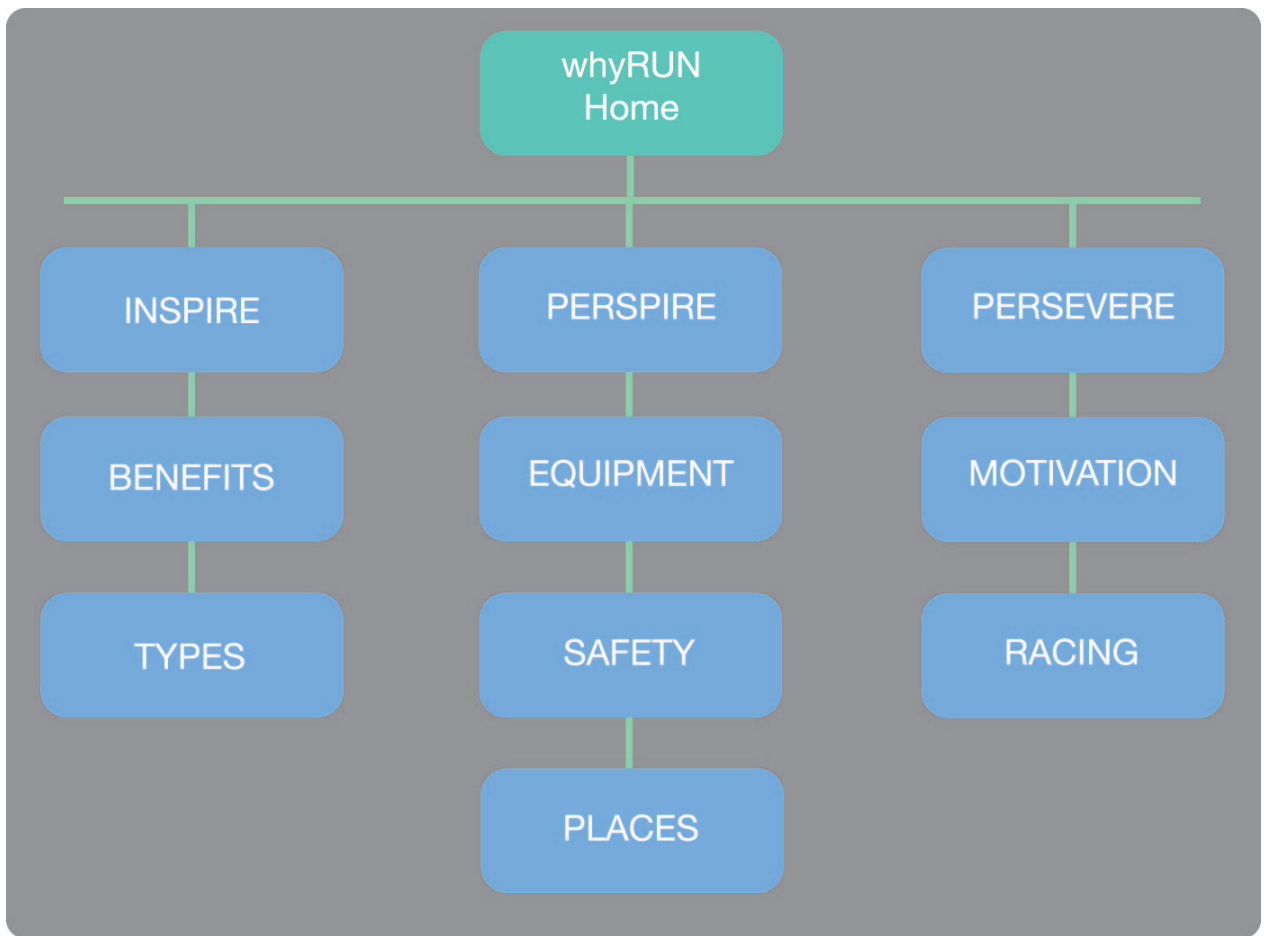 whyRUN
Home
INSPIRE
PERSPIRE
PERSEVERE
BENEFITS
EQUIPMENT
MOTIVATION
TYPES
SAFETY
RACING
PLACES